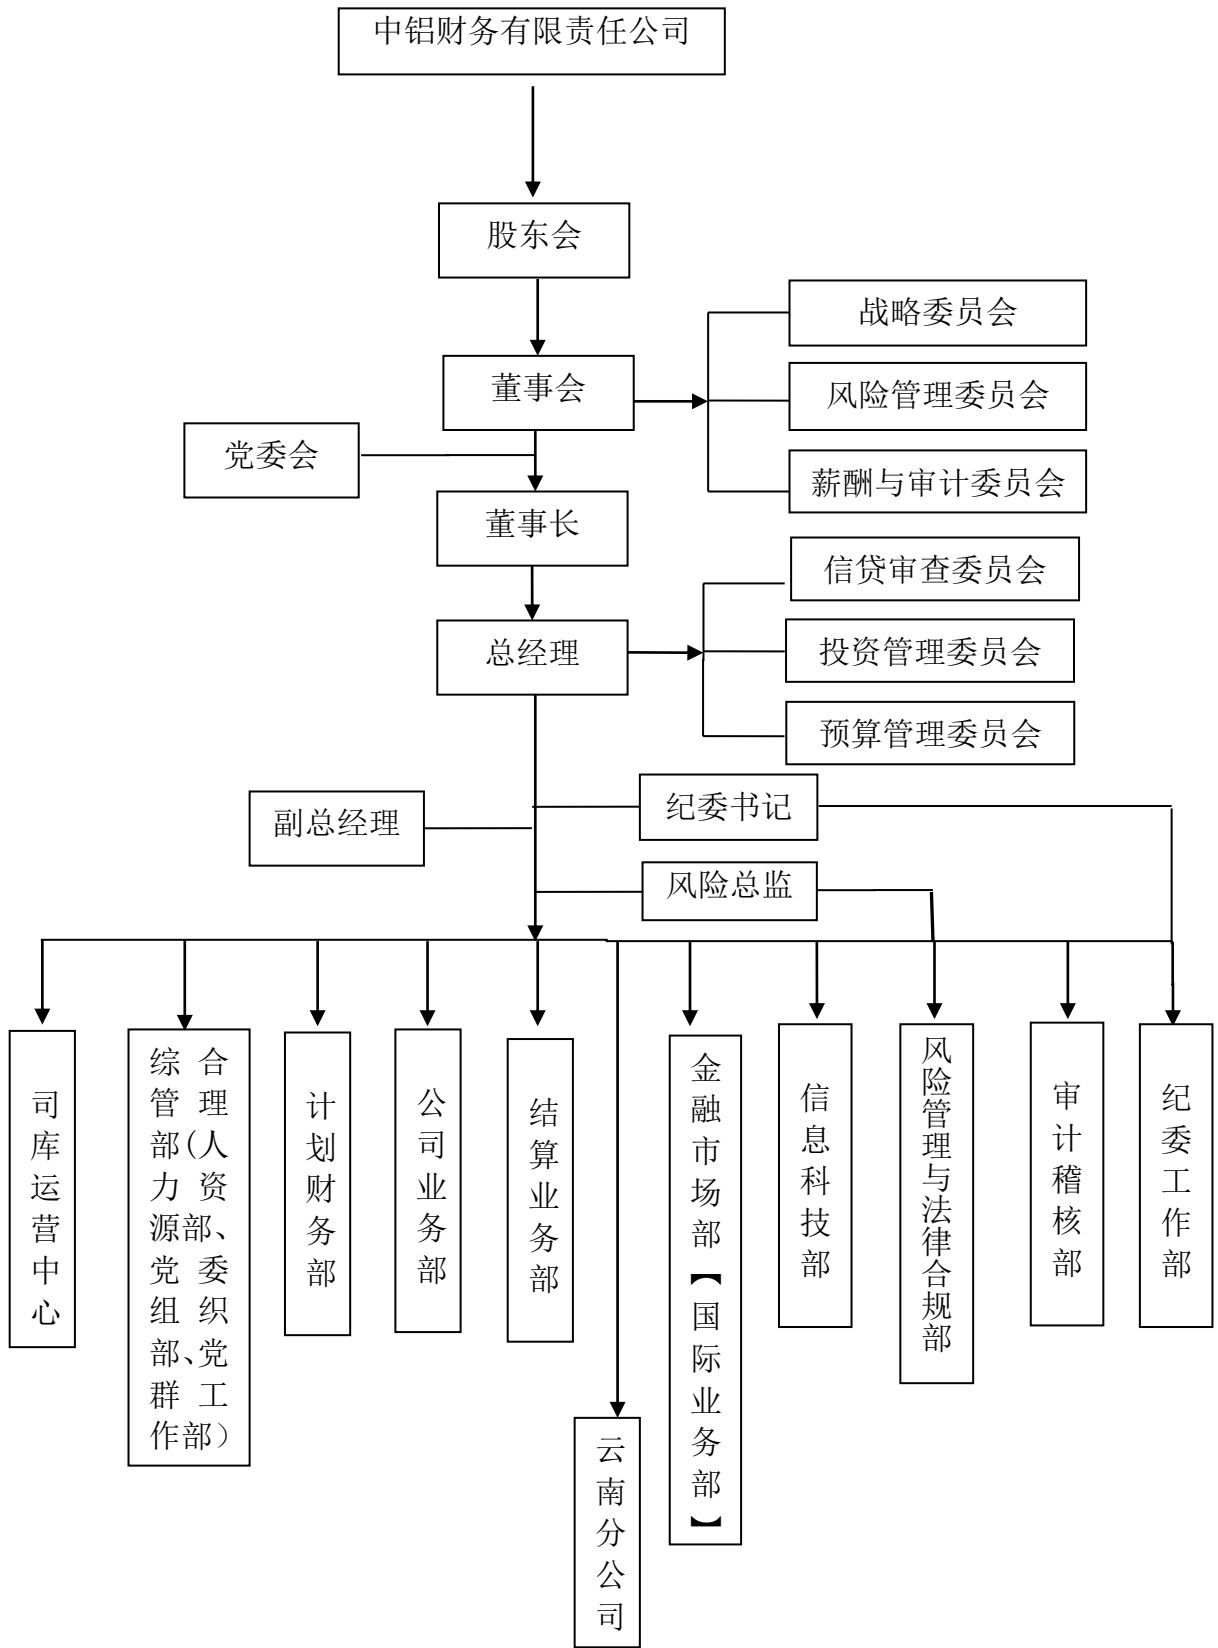 中铝财务有限责任公司
股东会
战略委员会
董事会
风险管理委员会
党委会
薪酬与审计委员会
董事长
信贷审查委员会
总经理
投资管理委员会
预算管理委员会
纪委书记
副总经理
风险总监
司库运营中心
综合
管理
部(人
力资
源部、
党委
组织
部、党
群工
作部）
计划财务部
公司业务部
结算业务部
云南分公司
金融市场部【国际业务部】
信息科技部
风险管理与法律合规部
审计稽核部
纪委工作部